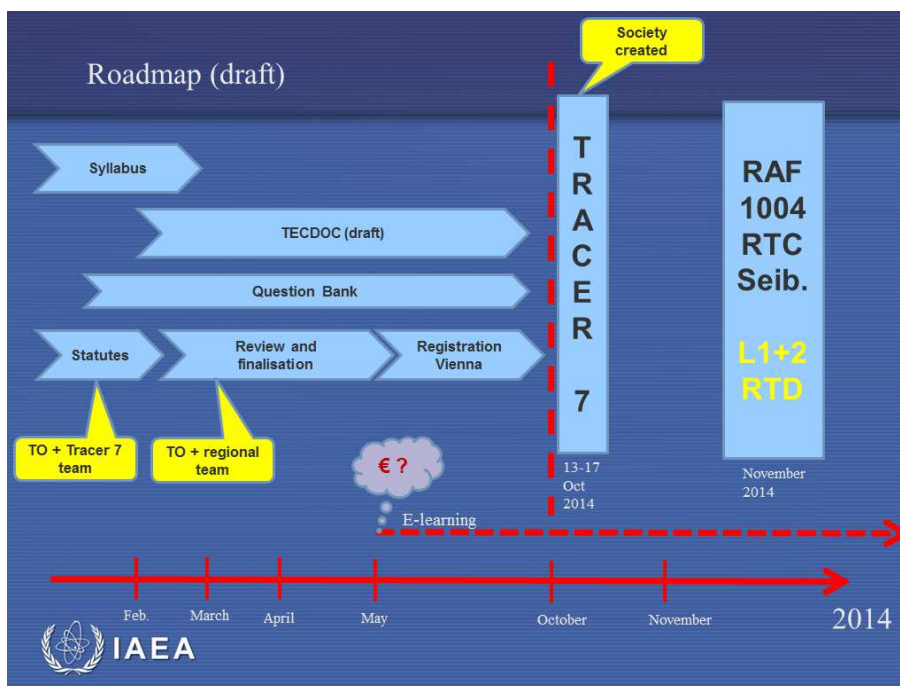 Society
created
Roadmap (draft)
Syllabus
TECDOC (draft)
Question Bank
Statutes
Review and
finalisation
Registration
Vienna
TO + Tracer 7
team
TO + regional
team
T
R
A
C
E
R
7
13-17
Oct
2014
RAF
1004
RTC
Seib.
L1+2
RTD
November
2014
€ ?
E-learning
Feb.
March
April
May
October
November
2014
IAEA